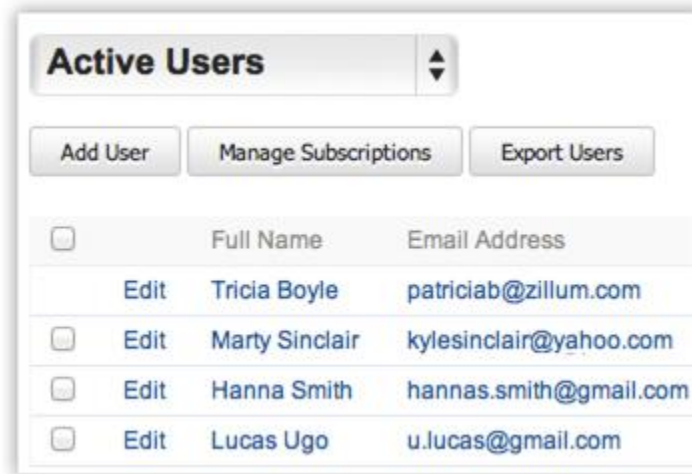 Active Users
Add User Manage Subscriptions Export Users
Full Name Email Address
Edit Tricia Boyle patriciab@zillum.com
Edit Marty Sinclair kylesinclair@yahoo.com
Edit Hanna Smith hannas.smith@gmail.com
Edit Lucas Ugo u.lucas@gmail.com